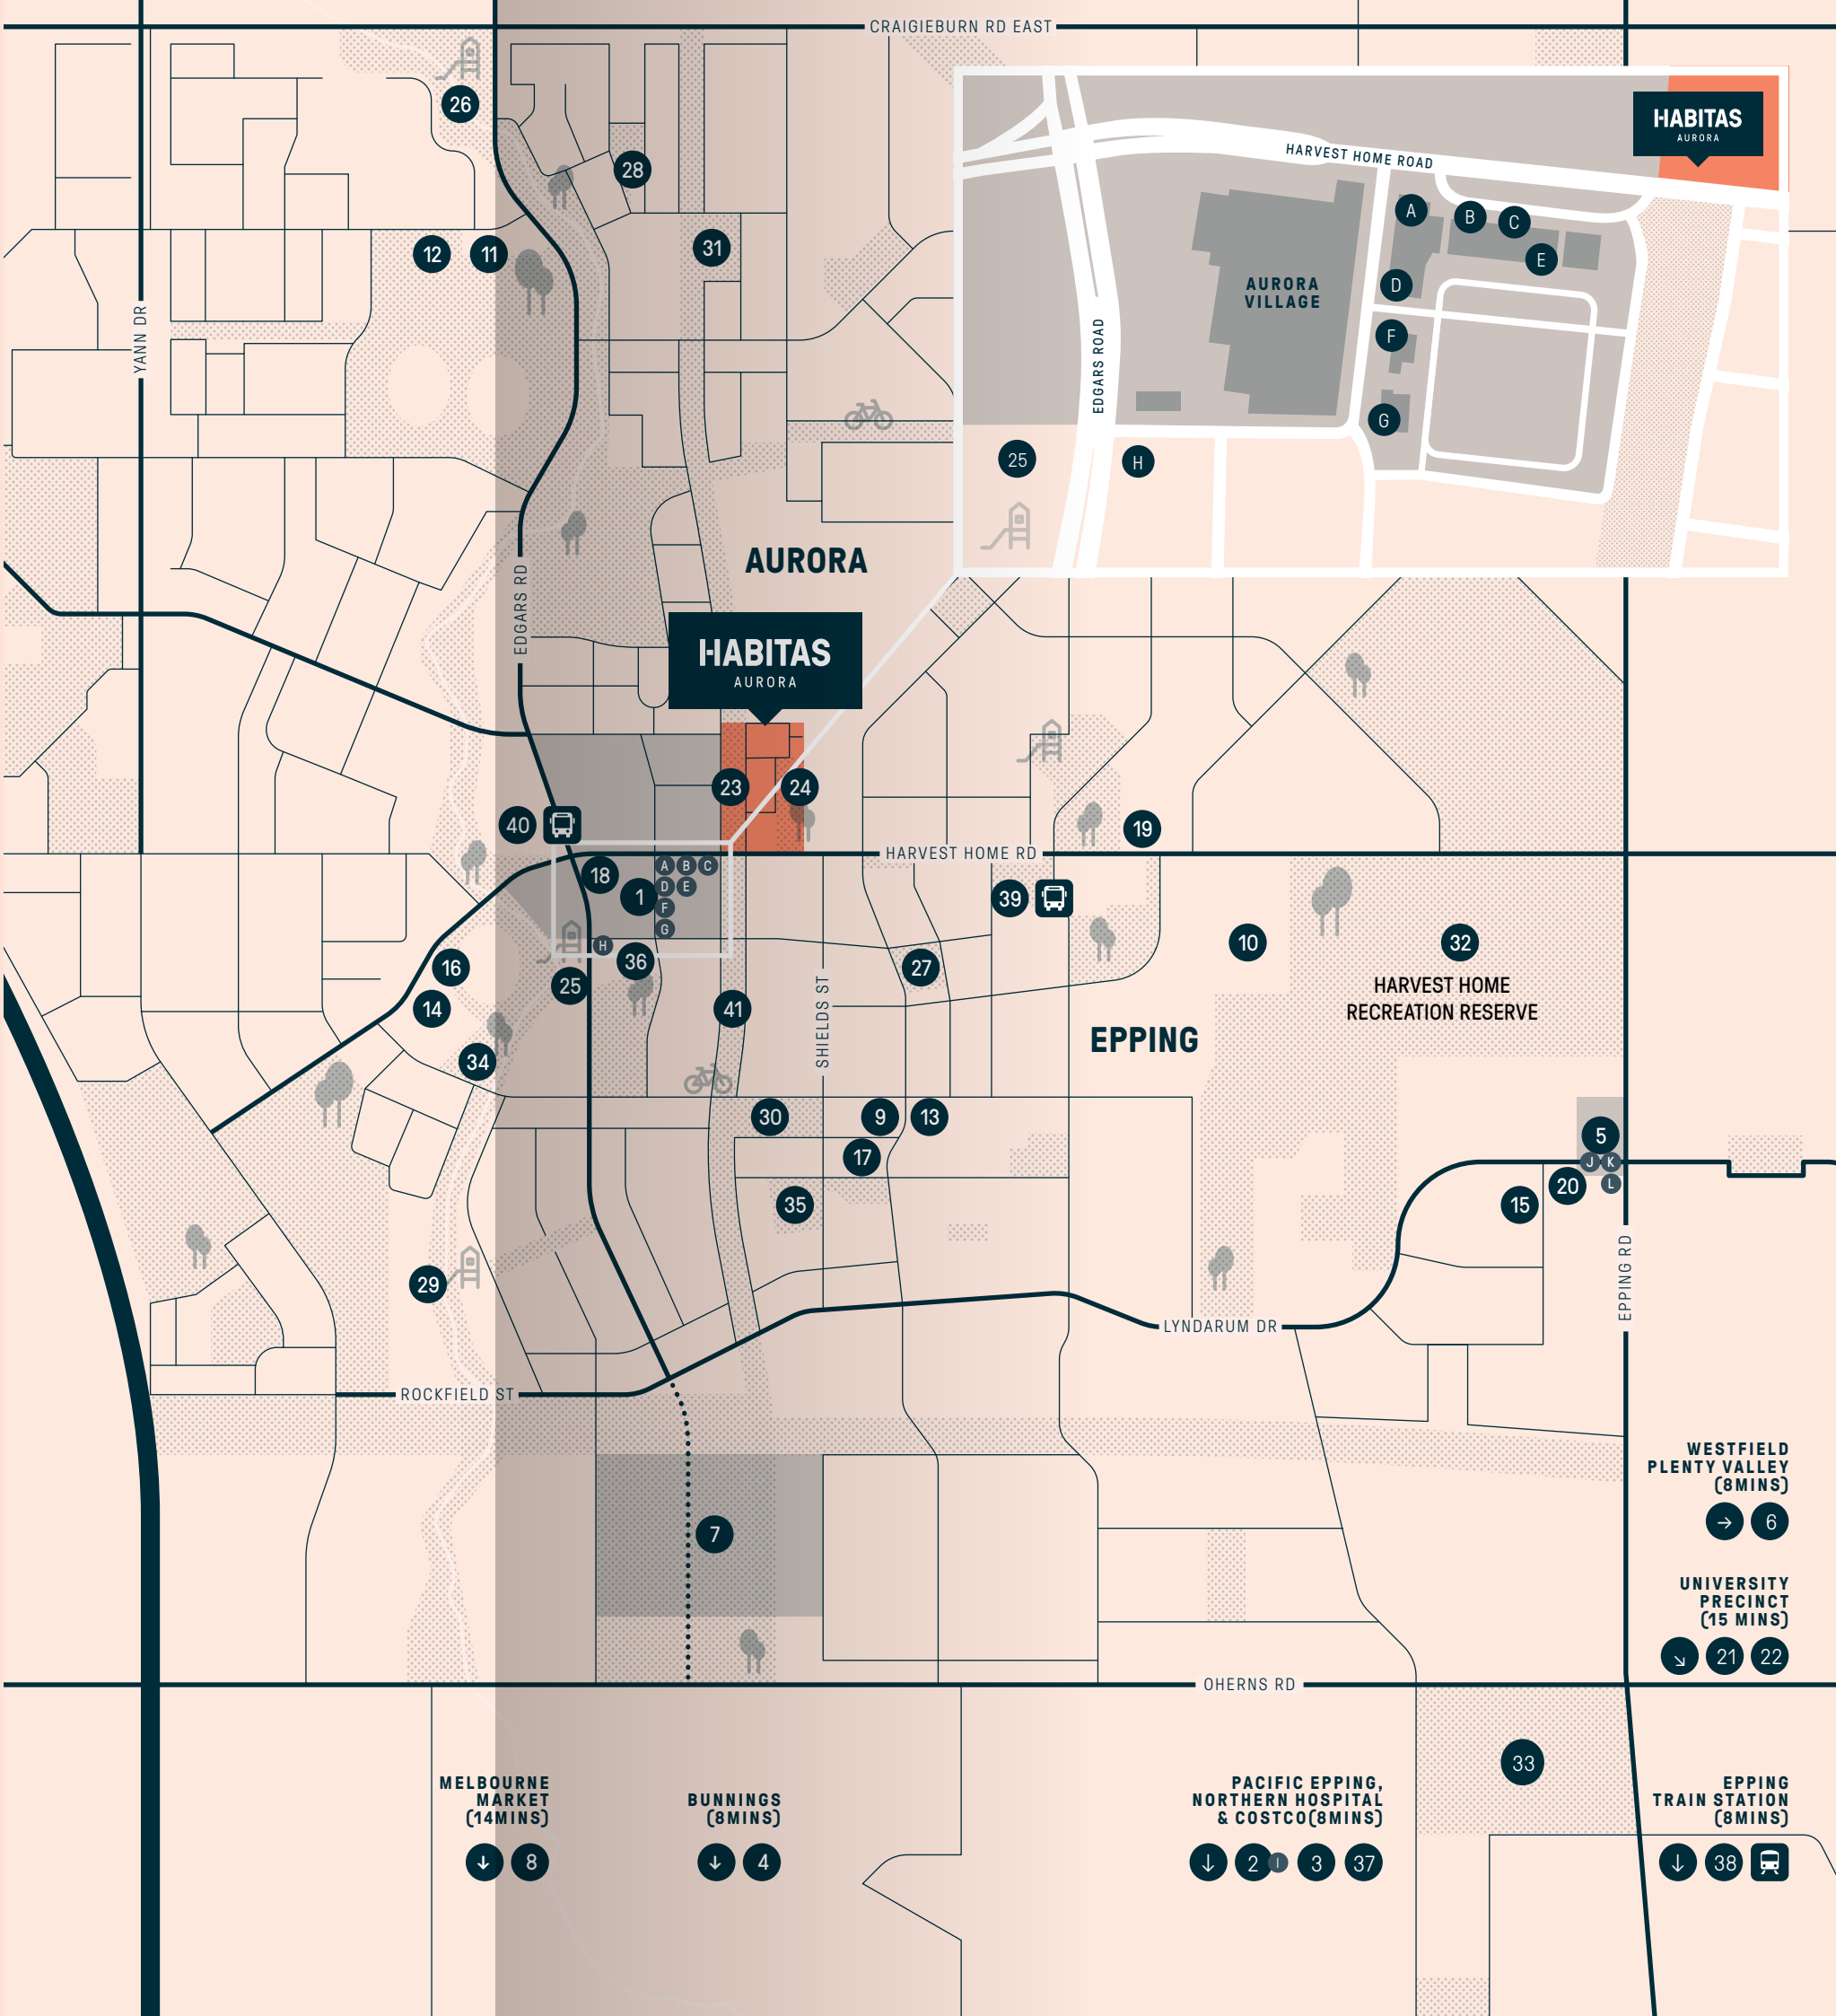 CRAIGIEBURN RD EAST
26
28
12
11
31
YANN DR
EDGARS RD
HABITAS
AURORA
HARVEST HOME ROAD
A
B
C
E
D
F
G
AURORA
VILLAGE
EDGARS ROAD
25
H
AURORA
HABITAS
AURORA
23
24
40
19
HARVEST HOME RD
18
1
A
B
C
D
E
F
G
H
36
25
39
27
10
32
HARVEST HOME
RECREATION RESERVE
16
14
41
SHIELDS ST
EPPING
34
30
9
13
17
35
5
J
K
L
20
15
EPPING RD
29
LYNDARUM DR
ROCKFIELD ST
7
WESTFIELD
PLENTY VALLEY
(8MINS)
→
6
UNIVERSITY
PRECINCT
(15 MINS)
↘
21
22
OHERNS RD
33
MELBOURNE
MARKET
(14MINS)
↓
8
BUNNINGS
(8MINS)
↓
4
PACIFIC EPPING,
NORTHERN HOSPITAL
& COSTCO(8MINS)
↓
2
I
3
37
EPPING
TRAIN STATION
(8MINS)
↓
38